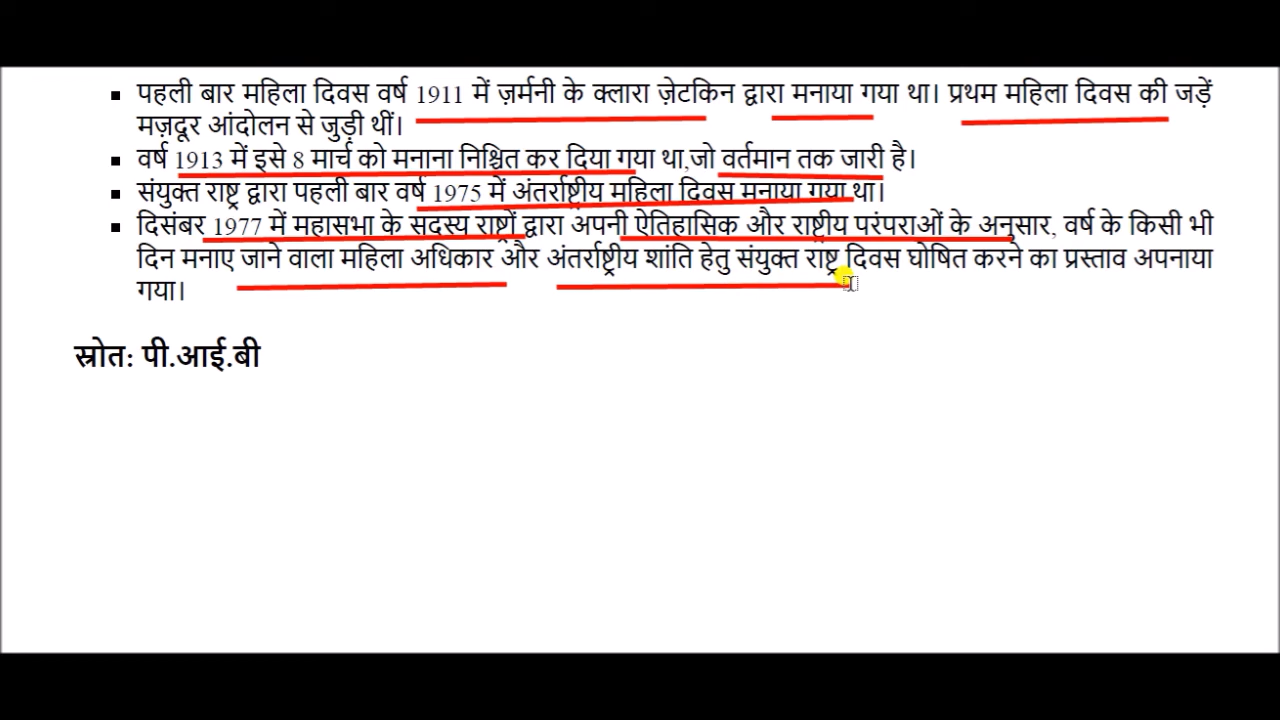 ▪ पहली बार महिला दिवस वर्ष 1911 में ज़र्मनी के क्लारा ज़ेटकिन द्वारा मनाया गया था। प्रथम महिला दिवस की जड़ें
मज़दूर आंदोलन से जुड़ी थीं।
▪ वर्ष 1913 में इसे 8 मार्च को मनाना निश्चित कर दिया गया था,जो वर्तमान तक जारी है।
▪ संयुक्त राष्ट्र द्वारा पहली बार वर्ष 1975 में अंतर्राष्ट्रीय महिला दिवस मनाया गया था।
▪ दिसंबर 1977 में महासभा के सदस्य राष्ट्रों द्वारा अपनी ऐतिहासिक और राष्ट्रीय परंपराओं के अनुसार, वर्ष के किसी भी
दिन मनाए जाने वाला महिला अधिकार और अंतर्राष्ट्रीय शांति हेतु संयुक्त राष्ट्र दिवस घोषित करने का प्रस्ताव अपनाया
गया।
स्रोत: पी.आई.बी